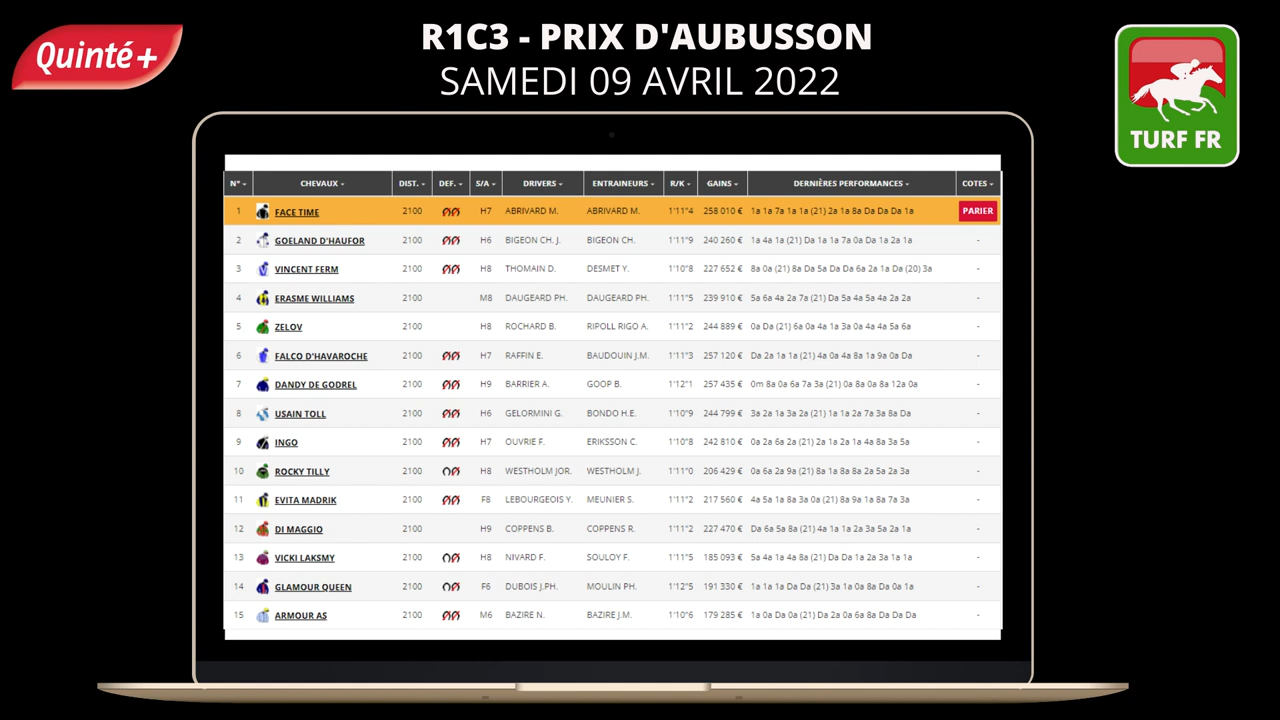 Quinté+
R1C3 - PRIX D'AUBUSSON
SAMEDI 09 AVRIL 2022
TURF FR
N° CHEVAUX DIST. DEF. S/A DRIVERS ENTRAINEURS R/K GAINS DERNIÈRES PERFORMANCES COTES
1 FACE TIME 2100 H7 ABRIVARD M. ABRIVARD M. 1'11"4 258 010 € 1a 1a 7a 1a 1a (21) 2a 1a 8a Da Da Da 1a PARIER
2 GOELAND D'HAUFOR 2100 H6 BIGEON CH. J. BIGEON CH. 1'11"9 240 260 € 1a 4a 1a (21) Da 1a 1a 7a 0a Da 1a 2a 1a -
3 VINCENT FERM 2100 H8 THOMAIN D. DESMET Y. 1'10"8 227 652 € 8a 0a (21) 8a Da 5a Da Da 6a 2a 1a Da (20) 3a -
4 ERASME WILLIAMS 2100 M8 DAUGEARD PH. DAUGEARD PH. 1'11"5 239 910 € 5a 6a 4a 2a 7a (21) Da 5a 4a 5a 4a 2a 2a -
5 ZELOV 2100 H8 ROCHARD B. RIPOLL RIGO A. 1'11"2 244 889 € 0a Da (21) 6a 0a 4a 1a 3a 0a 4a 4a 5a 6a -
6 FALCO D'HAVAROCHE 2100 H7 RAFFIN E. BAUDOUIN J.M. 1'11"3 257 120 € Da 2a 1a 1a (21) 4a 0a 4a 8a 1a 9a 0a Da -
7 DANDY DE GODREL 2100 H9 BARRIER A. GOOP B. 1'12"1 257 435 € 0m 8a 0a 6a 7a 3a (21) 0a 8a 0a 8a 12a 0a -
8 USAIN TOLL 2100 H6 GELORMINI G. BONDO H.E. 1'10"9 244 799 € 3a 2a 1a 3a 2a (21) 1a 1a 2a 7a 3a 8a Da -
9 INGO 2100 H7 OUVRIE F. ERIKSSON C. 1'10"8 242 810 € 0a 2a 6a 2a (21) 2a 1a 2a 1a 4a 8a 3a 5a -
10 ROCKY TILLY 2100 H8 WESTHOLM JOR. WESTHOLM J. 1'11"0 206 429 € 0a 6a 2a 9a (21) 8a 1a 8a 8a 2a 5a 2a 3a -
11 EVITA MADRIK 2100 F8 LEBOURGEOIS Y. MEUNIER S. 1'11"2 217 560 € 4a 5a 1a 8a 3a 0a (21) 8a 9a 1a 8a 7a 3a -
12 DI MAGGIO 2100 H9 COPPENS B. COPPENS R. 1'11"2 227 470 € Da 6a 5a 8a (21) 4a 1a 1a 2a 3a 5a 2a 1a -
13 VICKI LAKSMY 2100 H8 NIVARD F. SOULOY F. 1'11"5 185 093 € 5a 4a 1a 4a 8a (21) Da Da 1a 2a 3a 1a 1a -
14 GLAMOUR QUEEN 2100 F6 DUBOIS J.PH. MOULIN PH. 1'12"5 191 330 € 1a 1a 1a Da Da (21) 3a 1a 0a 8a Da 0a 1a -
15 ARMOUR AS 2100 M6 BAZIRE N. BAZIRE J.M. 1'10"6 179 285 € 1a 0a Da 0a (21) Da 2a 0a 6a 8a Da Da Da -